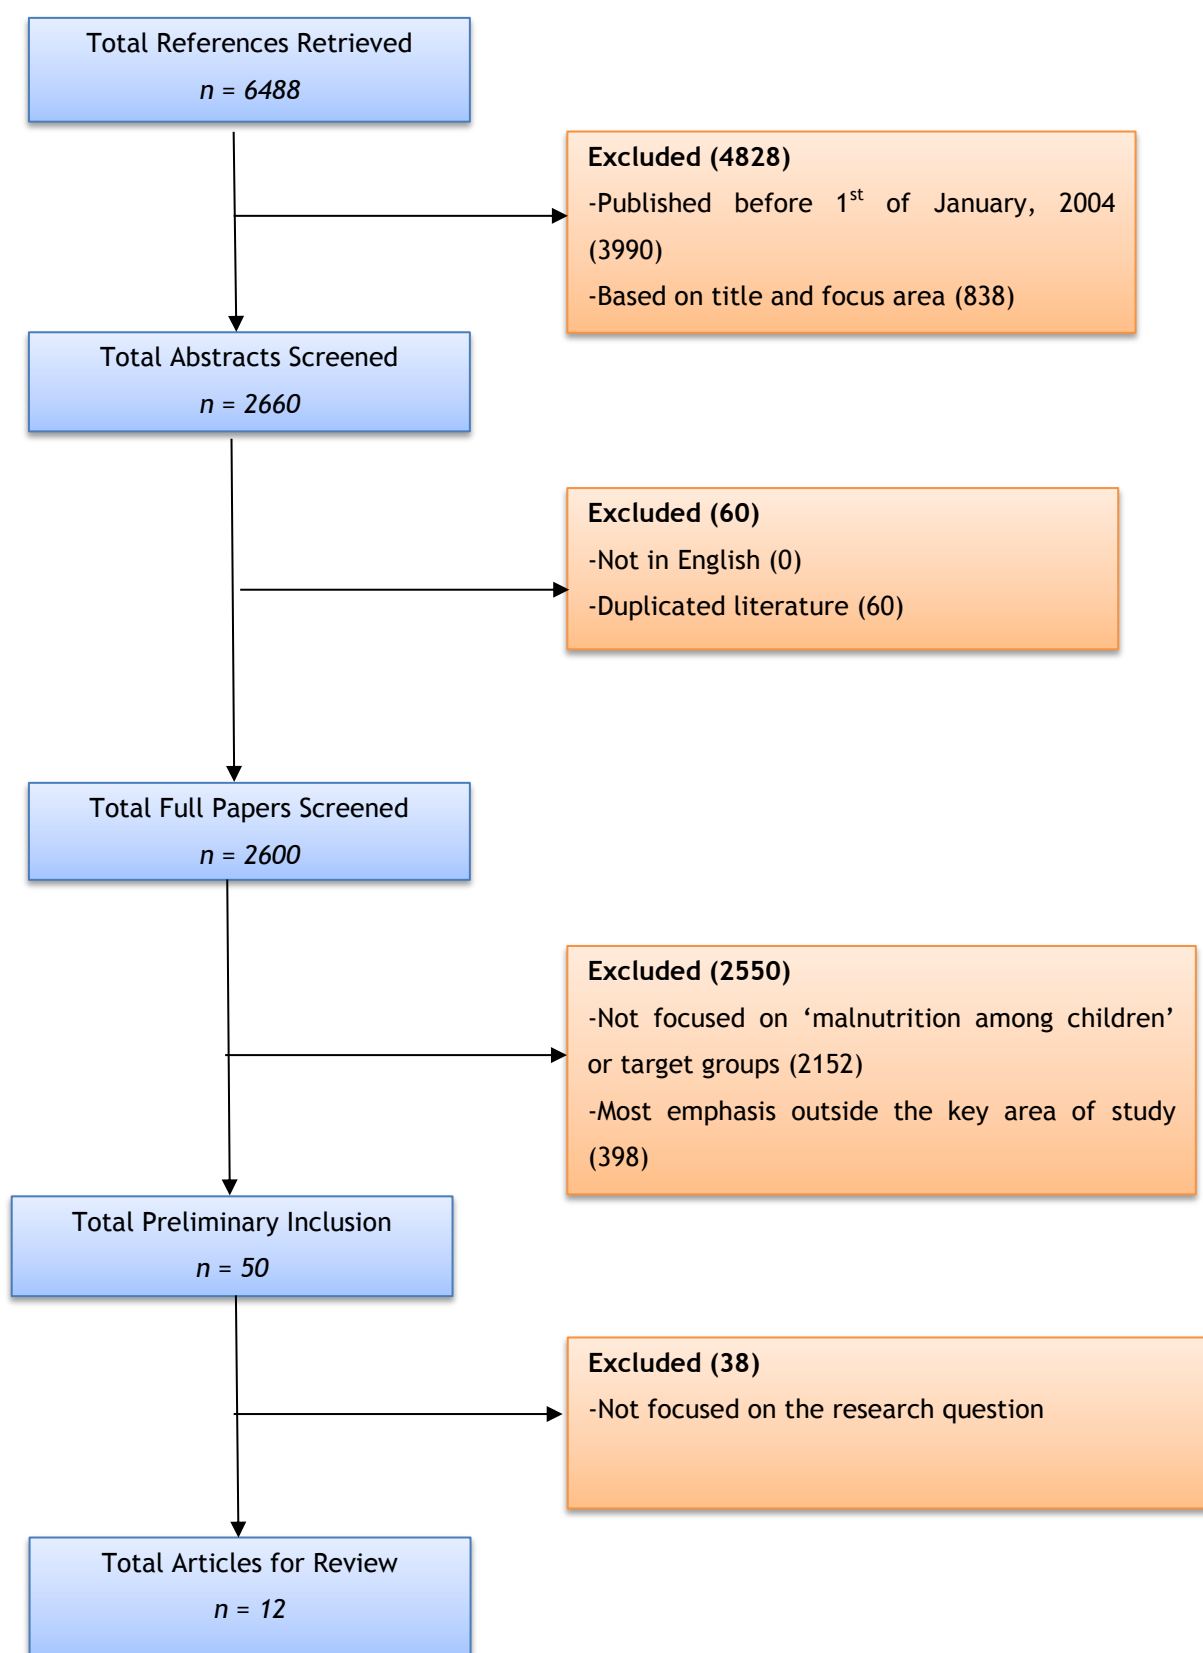 Total References Retrieved
n = 6488
Excluded (4828)
-Published before 1st of January, 2004
(3990)
-Based on title and focus area (838)
Total Abstracts Screened
n = 2660
Excluded (60)
-Not in English (0)
-Duplicated literature (60)
Total Full Papers Screened
n = 2600
Excluded (2550)
-Not focused on ‘malnutrition among children’
or target groups (2152)
-Most emphasis outside the key area of study
(398)
Total Preliminary Inclusion
n = 50
Excluded (38)
-Not focused on the research question
Total Articles for Review
n = 12